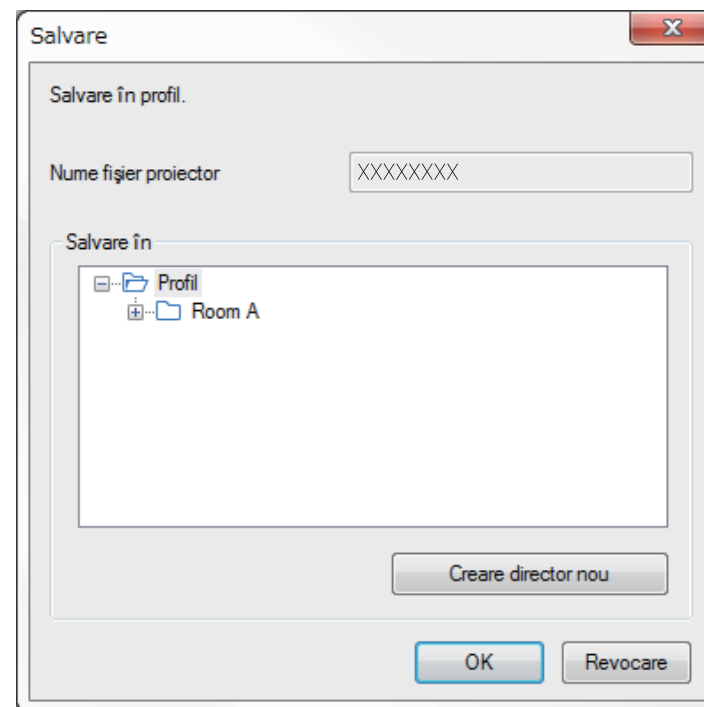 Salvare
Salvare în profil.
Nume fişier proiector XXXXXXXX
Salvare în
Profil
Room A
Creare director nou
OK Revocare